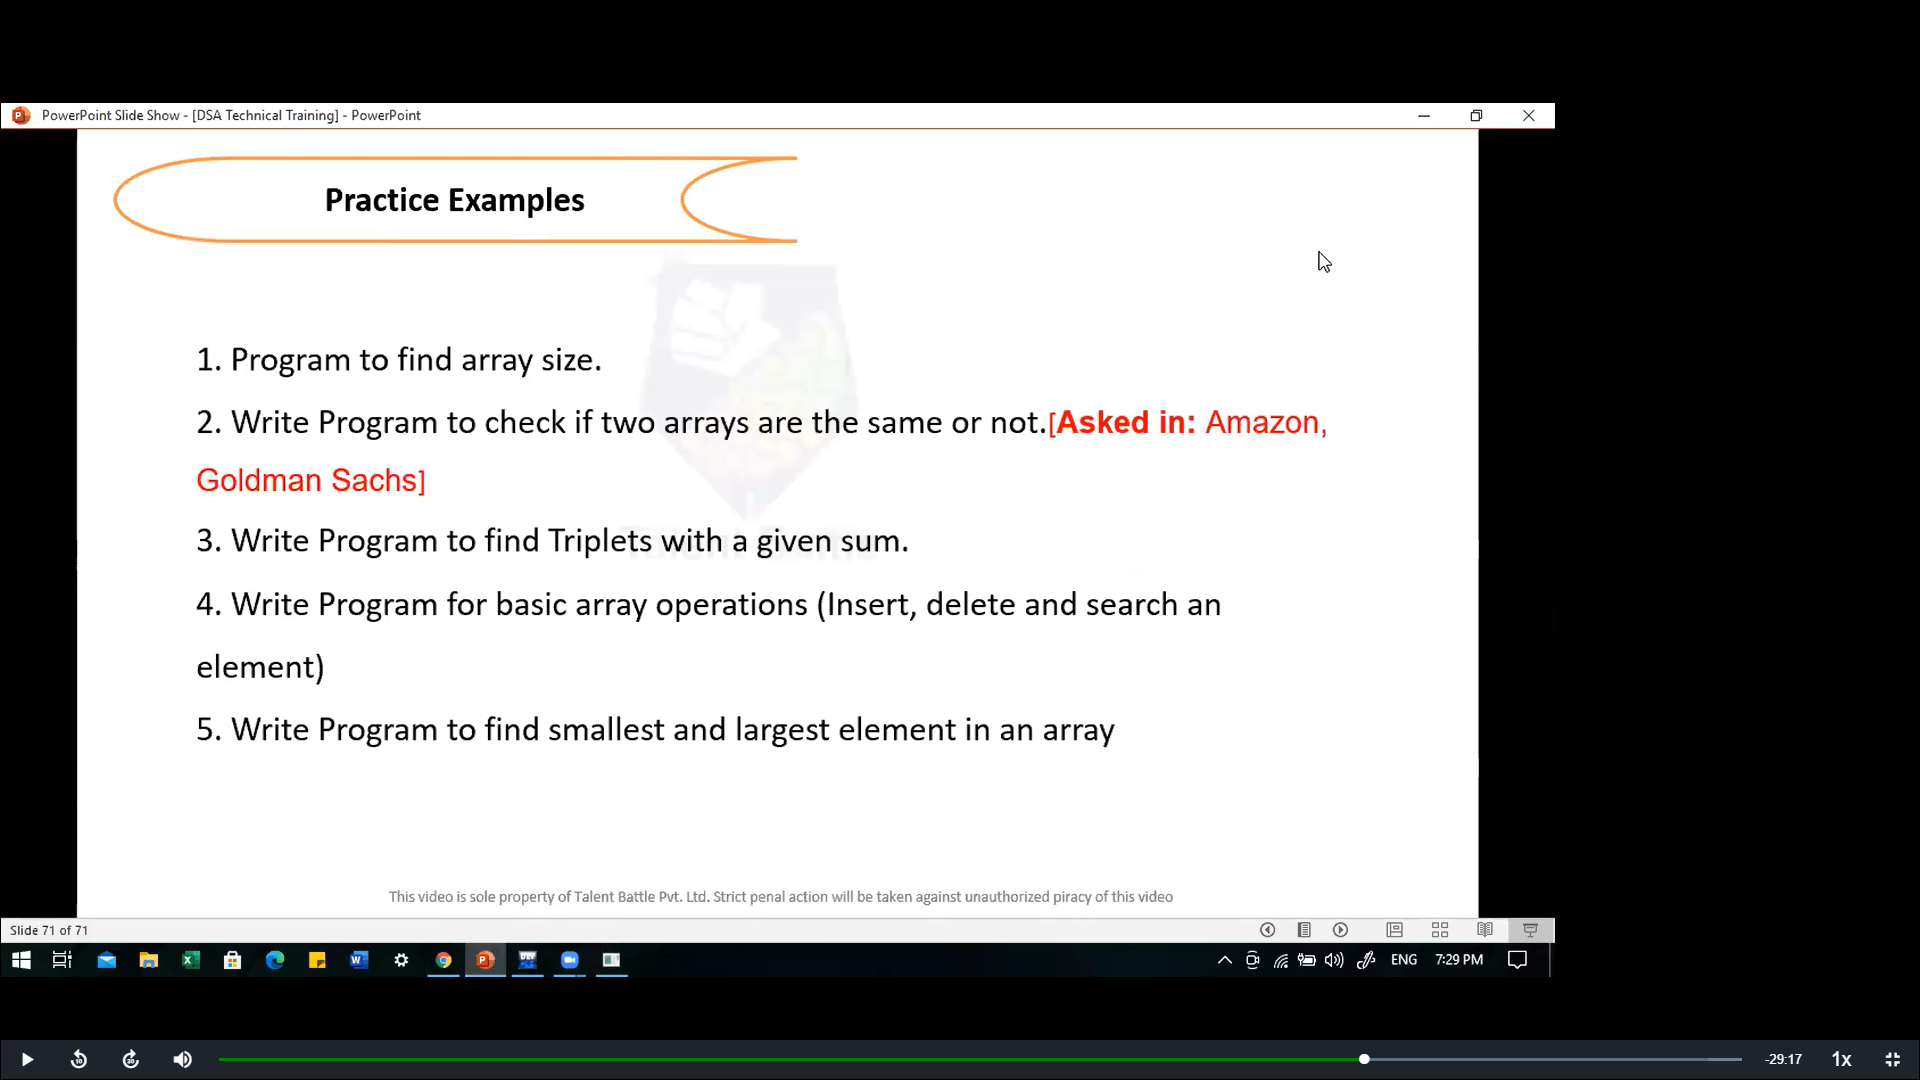 PowerPoint Slide Show - [DSA Technical Training] - PowerPoint
Practice Examples
1. Program to find array size.
2. Write Program to check if two arrays are the same or not.[Asked in: Amazon,
Goldman Sachs]
3. Write Program to find Triplets with a given sum.
4. Write Program for basic array operations (Insert, delete and search an
element)
5. Write Program to find smallest and largest element in an array
This video is sole property of Talent Battle Pvt. Ltd. Strict penal action will be taken against unauthorized piracy of this video
Slide 71 of 71
ENG 7:29 PM
-29:17 1x